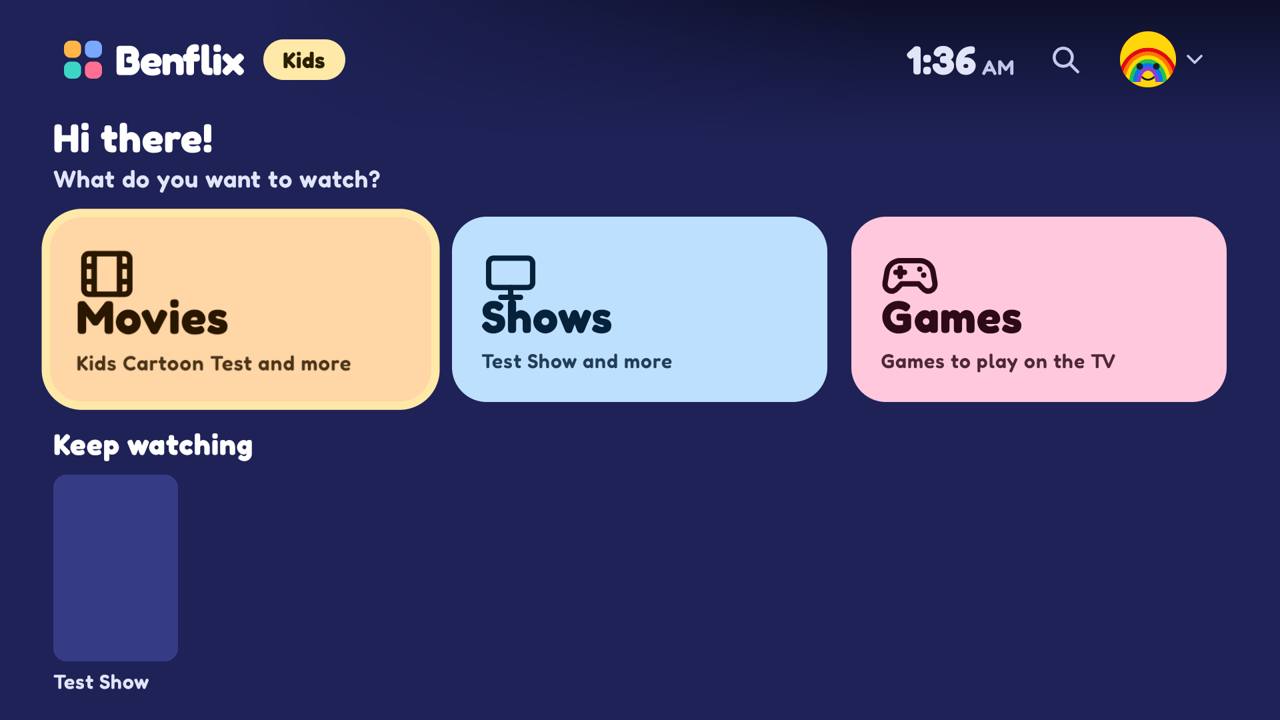 Benflix
Kids
1:36 AM
Hi there!
What do you want to watch?
Movies
Kids Cartoon Test and more
Shows
Test Show and more
Games
Games to play on the TV
Keep watching
Test Show